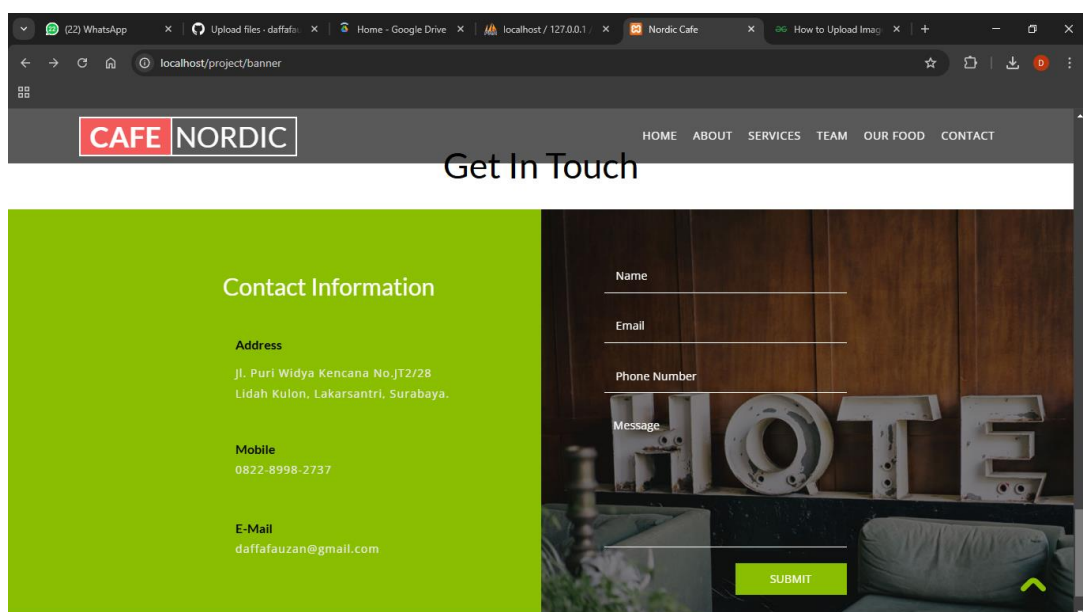 (22) WhatsApp
Upload files · daffafau
Home - Google Drive
localhost / 127.0.0.1 /
Nordic Cafe
How to Upload Imag
localhost/project/banner
D
CAFE NORDIC
HOME ABOUT SERVICES TEAM OUR FOOD CONTACT
Get In Touch
Contact Information
Address
Jl. Puri Widya Kencana No.JT2/28
Lidah Kulon, Lakarsantri, Surabaya.
Mobile
0822-8998-2737
E-Mail
daffafauzan@gmail.com
Name
Email
Phone Number
Message
HOTE
SUBMIT